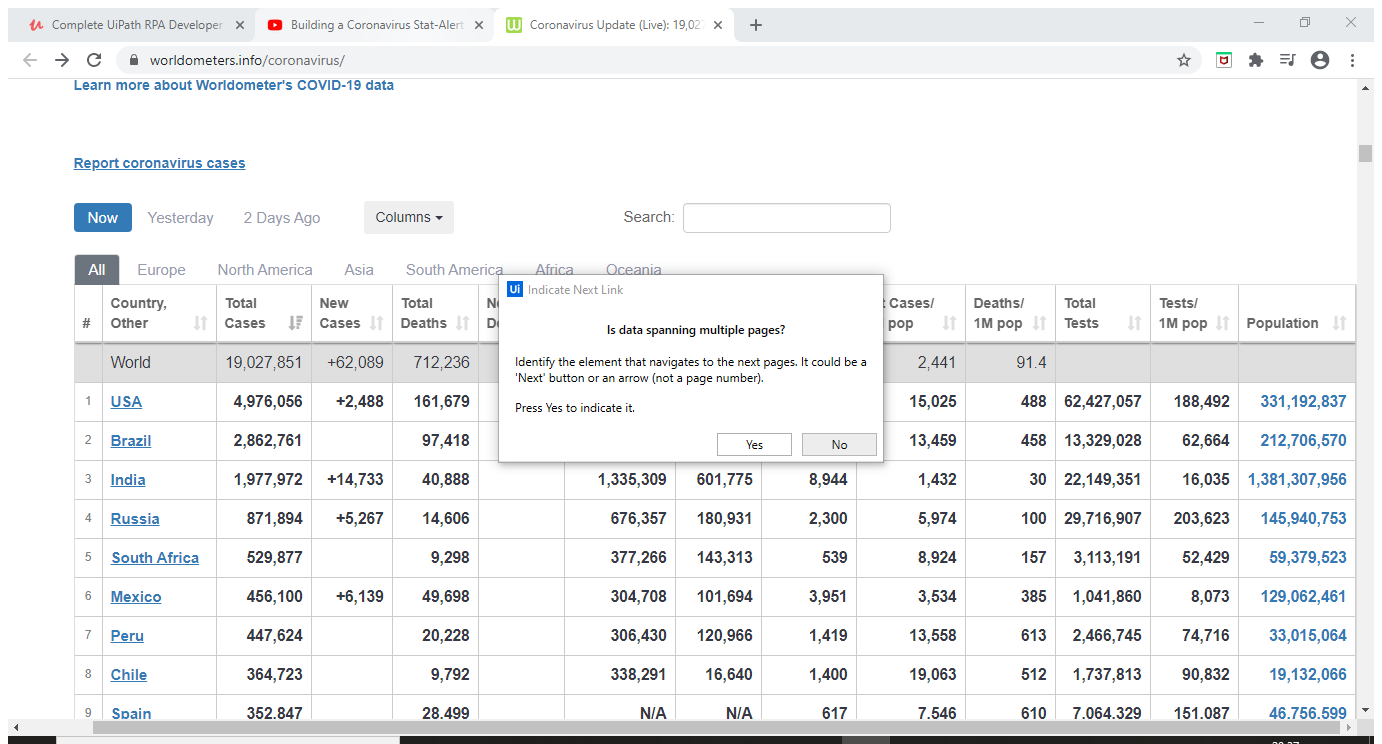 Complete UiPath RPA Developer
Building a Coronavirus Stat-Alert
Coronavirus Update (Live): 19,027
worldometers.info/coronavirus/
Learn more about Worldometer's COVID-19 data
Report coronavirus cases
Now Yesterday 2 Days Ago Columns Search:
All Europe North America Asia South America Africa Oceania
Ui Indicate Next Link
Is data spanning multiple pages?
Identify the element that navigates to the next pages. It could be a
'Next' button or an arrow (not a page number).
Press Yes to indicate it.
Yes No
# Country, Other Total Cases New Cases Total Deaths Cases/ pop Deaths/ 1M pop Total Tests Tests/ 1M pop Population
World 19,027,851 +62,089 712,236 2,441 91.4
1 USA 4,976,056 +2,488 161,679 15,025 488 62,427,057 188,492 331,192,837
2 Brazil 2,862,761 97,418 13,459 458 13,329,028 62,664 212,706,570
3 India 1,977,972 +14,733 40,888 1,335,309 601,775 8,944 1,432 30 22,149,351 16,035 1,381,307,956
4 Russia 871,894 +5,267 14,606 676,357 180,931 2,300 5,974 100 29,716,907 203,623 145,940,753
5 South Africa 529,877 9,298 377,266 143,313 539 8,924 157 3,113,191 52,429 59,379,523
6 Mexico 456,100 +6,139 49,698 304,708 101,694 3,951 3,534 385 1,041,860 8,073 129,062,461
7 Peru 447,624 20,228 306,430 120,966 1,419 13,558 613 2,466,745 74,716 33,015,064
8 Chile 364,723 9,792 338,291 16,640 1,400 19,063 512 1,737,813 90,832 19,132,066
9 Spain 352,847 28,499 N/A N/A 617 7,546 610 7,064,329 151,087 46,756,599